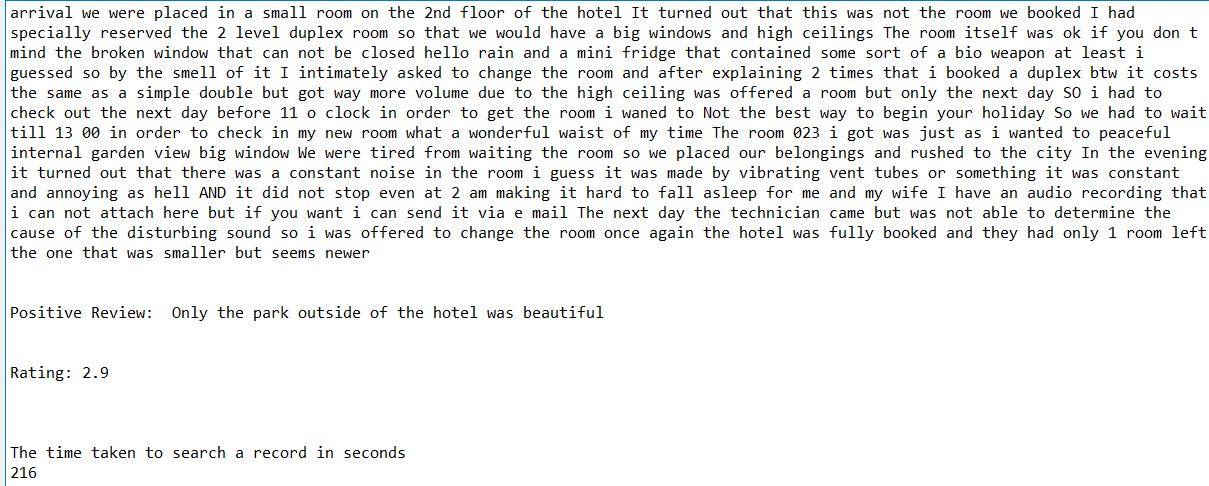 arrival we were placed in a small room on the 2nd floor of the hotel It turned out that this was not the room we booked I had
specially reserved the 2 level duplex room so that we would have a big windows and high ceilings The room itself was ok if you don t
mind the broken window that can not be closed hello rain and a mini fridge that contained some sort of a bio weapon at least i
guessed so by the smell of it I intimately asked to change the room and after explaining 2 times that i booked a duplex btw it costs
the same as a simple double but got way more volume due to the high ceiling was offered a room but only the next day SO i had to
check out the next day before 11 o clock in order to get the room i waned to Not the best way to begin your holiday So we had to wait
till 13 00 in order to check in my new room what a wonderful waist of my time The room 023 i got was just as i wanted to peaceful
internal garden view big window We were tired from waiting the room so we placed our belongings and rushed to the city In the evening
it turned out that there was a constant noise in the room i guess it was made by vibrating vent tubes or something it was constant
and annoying as hell AND it did not stop even at 2 am making it hard to fall asleep for me and my wife I have an audio recording that
i can not attach here but if you want i can send it via e mail The next day the technician came but was not able to determine the
cause of the disturbing sound so i was offered to change the room once again the hotel was fully booked and they had only 1 room left
the one that was smaller but seems newer
Positive Review:  Only the park outside of the hotel was beautiful
Rating: 2.9
The time taken to search a record in seconds
216